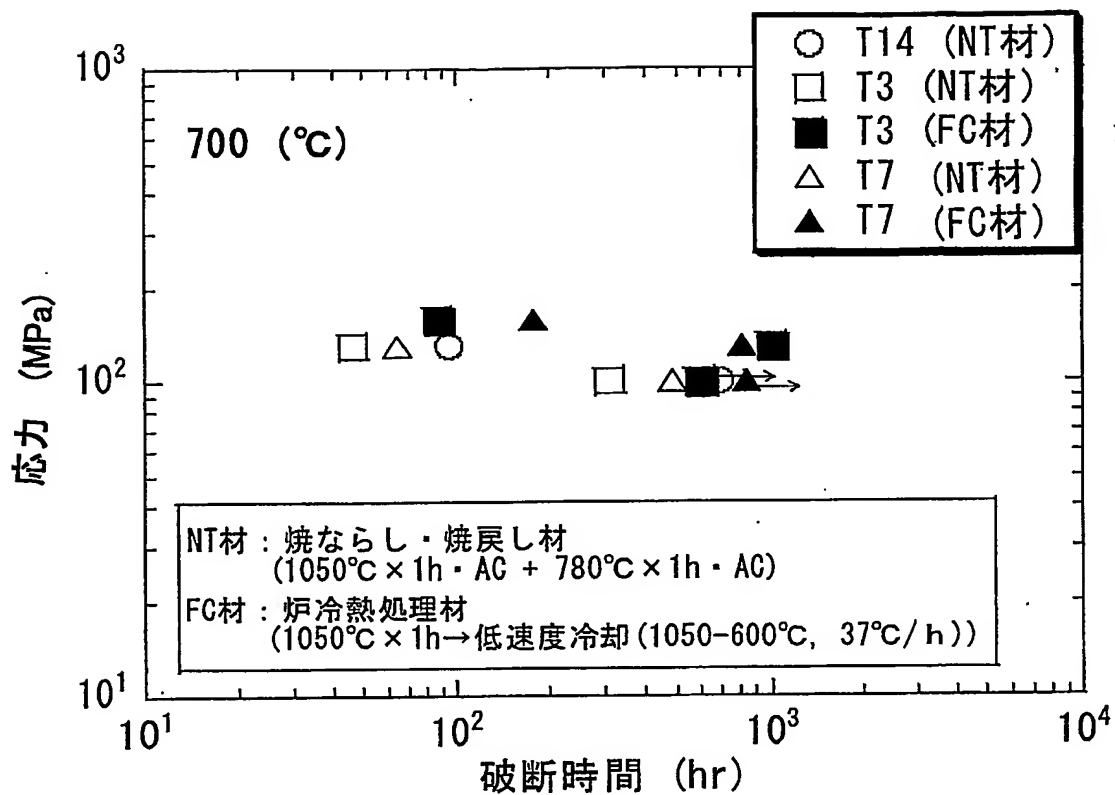 10³
700 (℃)
○ T14 (NT材)
□ T3 (NT材)
■ T3 (FC材)
△ T7 (NT材)
▲ T7 (FC材)
応力 (MPa)
10²
NT材：焼ならし・焼戻し材
(1050℃×1h・AC + 780℃×1h・AC)
FC材：炉冷熱処理材
(1050℃×1h→低速度冷却(1050-600℃, 37℃/h))
10¹
10¹ 10² 10³ 10⁴
破断時間 (hr)